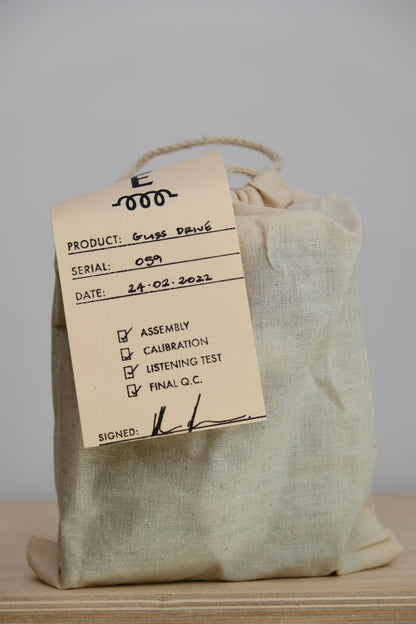 E
PRODUCT: GLASS DRIVE
SERIAL: 059
DATE: 24.02.2022
ASSEMBLY
CALIBRATION
LISTENING TEST
FINAL Q.C.
SIGNED: